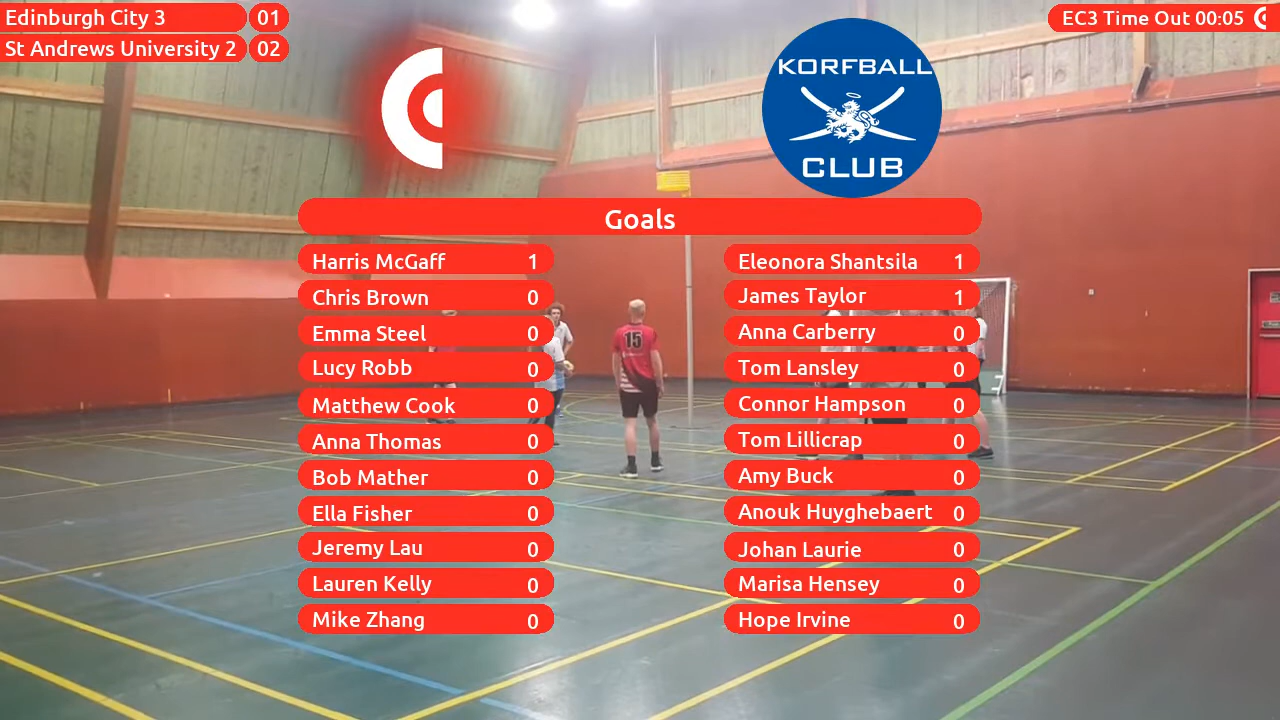 Edinburgh City 3 01
St Andrews University 2 02
EC3 Time Out 00:05
KORFBALL
CLUB
Goals
Harris McGaff 1
Chris Brown 0
Emma Steel 0
Lucy Robb 0
Matthew Cook 0
Anna Thomas 0
Bob Mather 0
Ella Fisher 0
Jeremy Lau 0
Lauren Kelly 0
Mike Zhang 0
Eleonora Shantsila 1
James Taylor 1
Anna Carberry 0
Tom Lansley 0
Connor Hampson 0
Tom Lillicrap 0
Amy Buck 0
Anouk Huyghebaert 0
Johan Laurie 0
Marisa Hensey 0
Hope Irvine 0
15